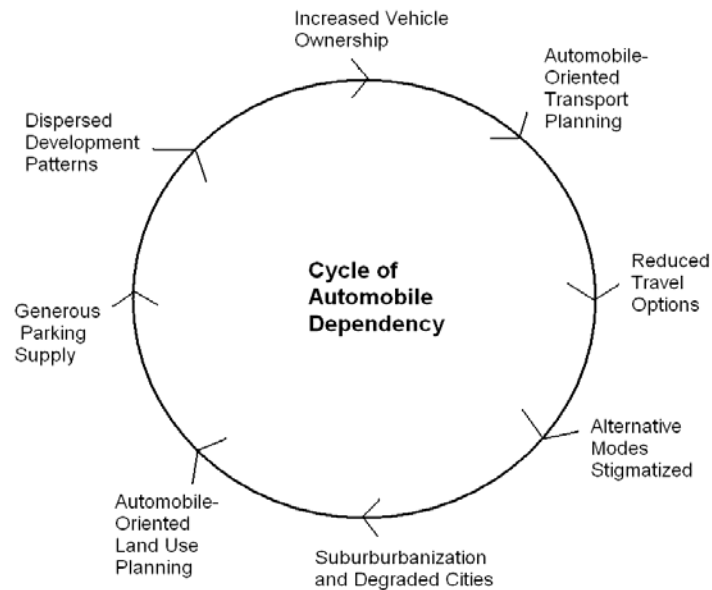 Increased Vehicle
Ownership
Automobile-
Oriented
Transport
Planning
Reduced
Travel
Options
Alternative
Modes
Stigmatized
Suburburbanization
and Degraded Cities
Automobile-
Oriented
Land Use
Planning
Generous
Parking
Supply
Dispersed
Development
Patterns
Cycle of
Automobile
Dependency